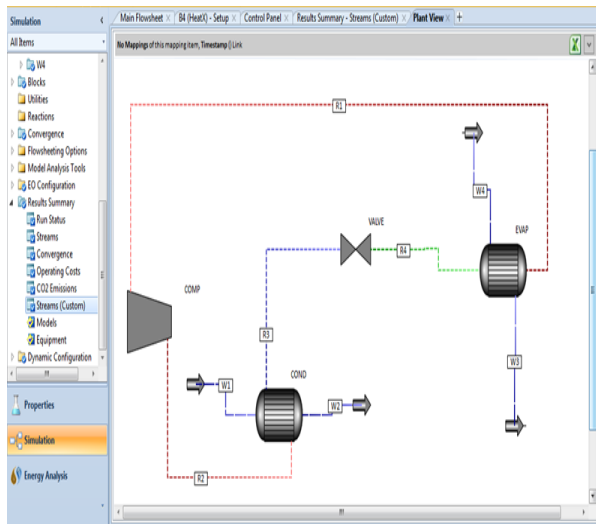 Simulation
All Items
W4
Blocks
Utilities
Reactions
Convergence
Flowsheeting Options
Model Analysis Tools
EO Configuration
Results Summary
Run Status
Streams
Convergence
Operating Costs
CO2 Emissions
Streams (Custom)
Models
Equipment
Dynamic Configuration
Properties
Simulation
Energy Analysis
Main Flowsheet
B4 (HeatX) - Setup
Control Panel
Results Summary - Streams (Custom)
Plant View
No Mappings of this mapping item, Timestamp () Link
R1
W4
EVAP
VALVE
R4
COMP
R3
W3
COND
W1
W2
R2